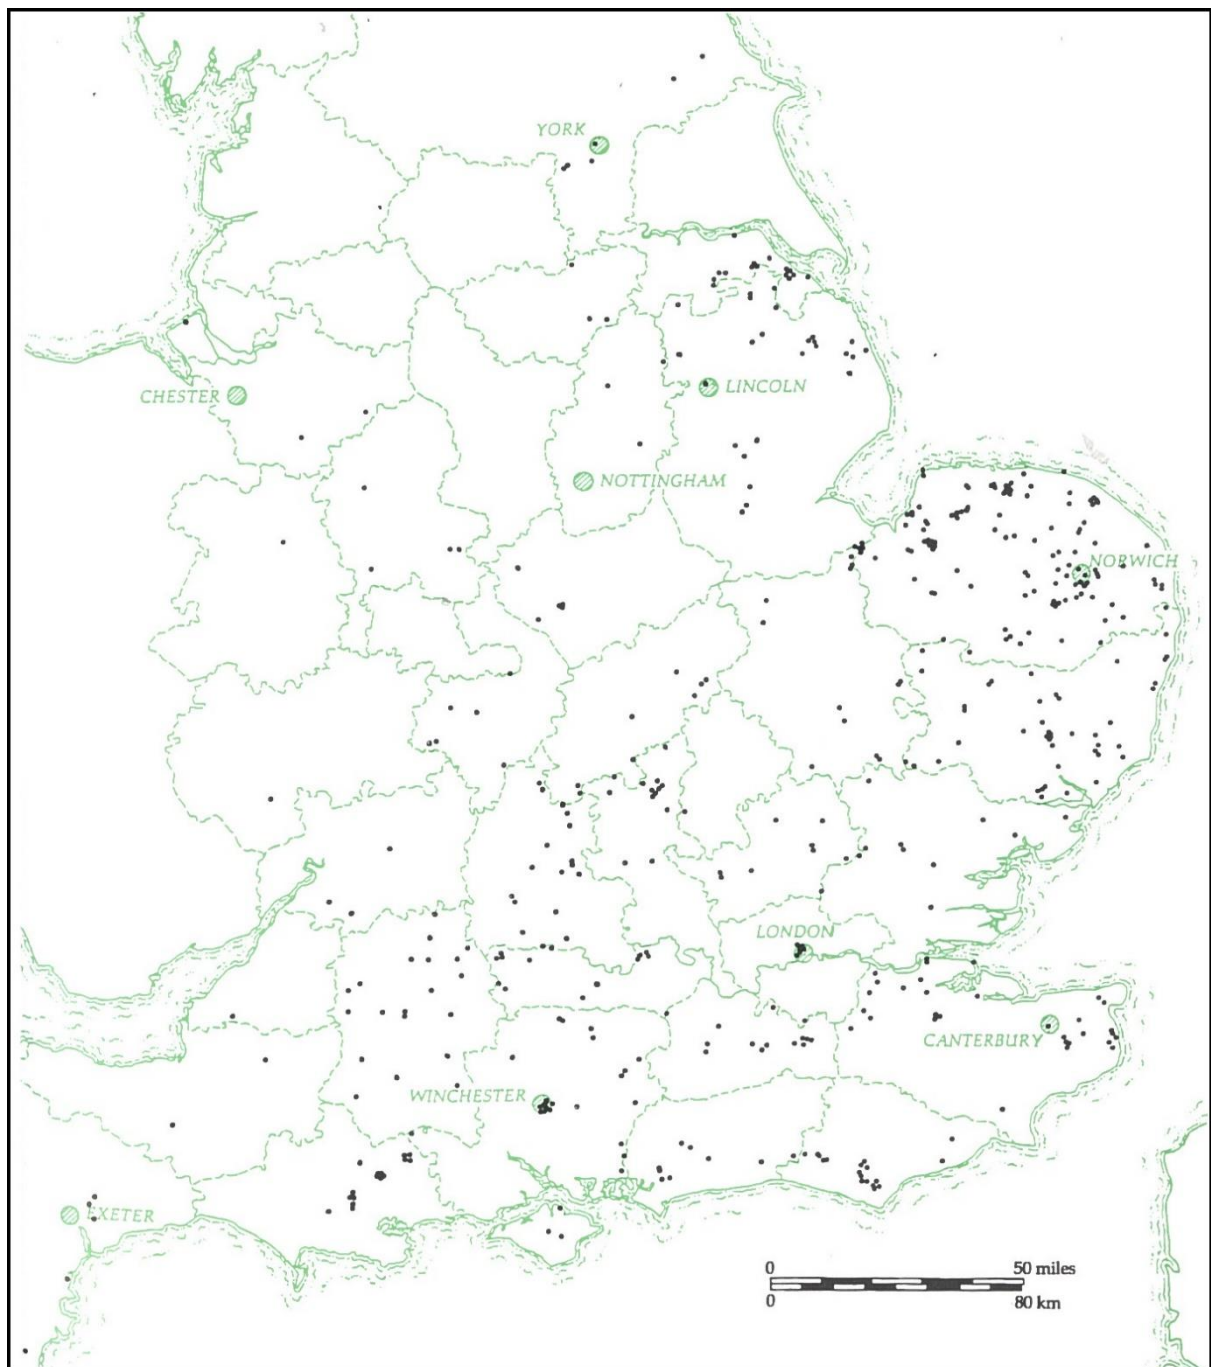 YORK
CHESTER
LINCOLN
NOTTINGHAM
NORWICH
LONDON
CANTERBURY
WINCHESTER
EXETER
0 50 miles
0 80 km